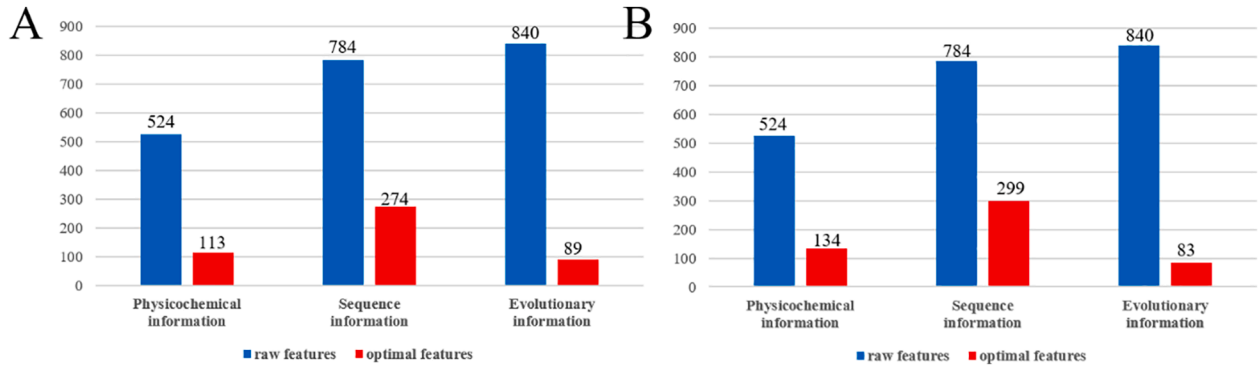 A
900
800
700
600
500
400
300
200
100
0
524
113
784
274
840
89
Physicochemical
information
Sequence
information
Evolutionary
information
raw features
optimal features
B
900
800
700
600
500
400
300
200
100
0
524
134
784
299
840
83
Physicochemical
information
Sequence
information
Evolutionary
information
raw features
optimal features